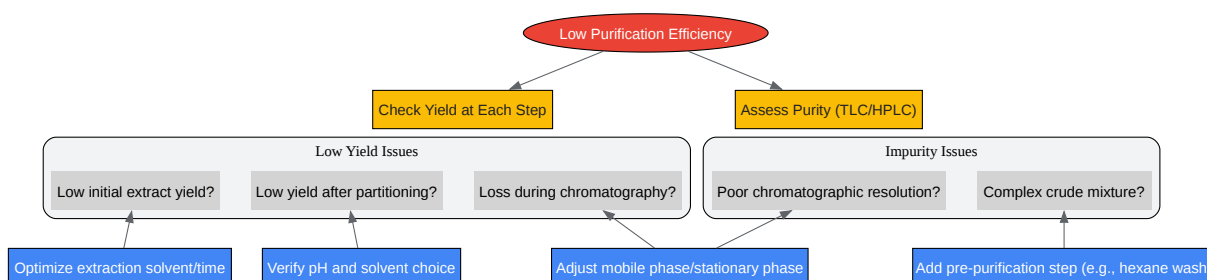 Low Purification Efficiency
Check Yield at Each Step
Assess Purity (TLC/HPLC)
Low Yield Issues
Impurity Issues
Low initial extract yield?
Low yield after partitioning?
Loss during chromatography?
Poor chromatographic resolution?
Complex crude mixture?
Optimize extraction solvent/time
Verify pH and solvent choice
Adjust mobile phase/stationary phase
Add pre-purification step (e.g., hexane wash